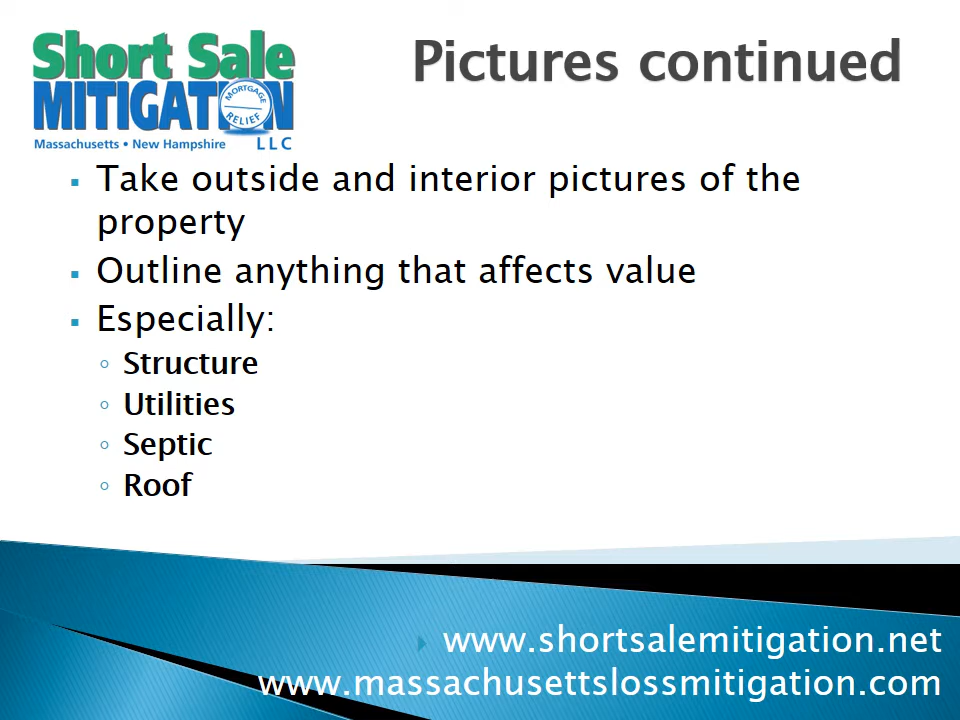 Short Sale
MITIGATION
MORTGAGE
RELIEF
Massachusetts • New Hampshire
LLC
Pictures continued
▪ Take outside and interior pictures of the
property
▪ Outline anything that affects value
▪ Especially:
◦ Structure
◦ Utilities
◦ Septic
◦ Roof
www.shortsalemitigation.net
www.massachusettslossmitigation.com